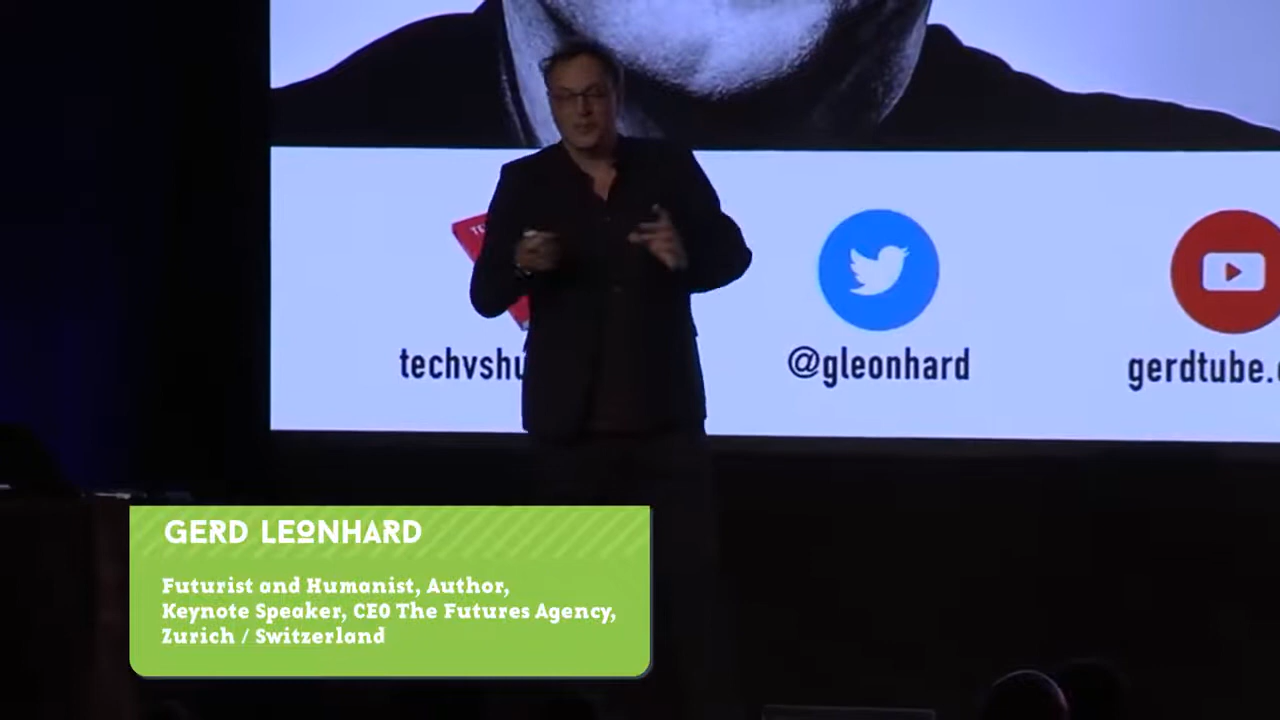 techvshu
@gleonhard
gerdtube.
GERD LEONHARD
Futurist and Humanist, Author,
Keynote Speaker, CEO The Futures Agency,
Zurich / Switzerland